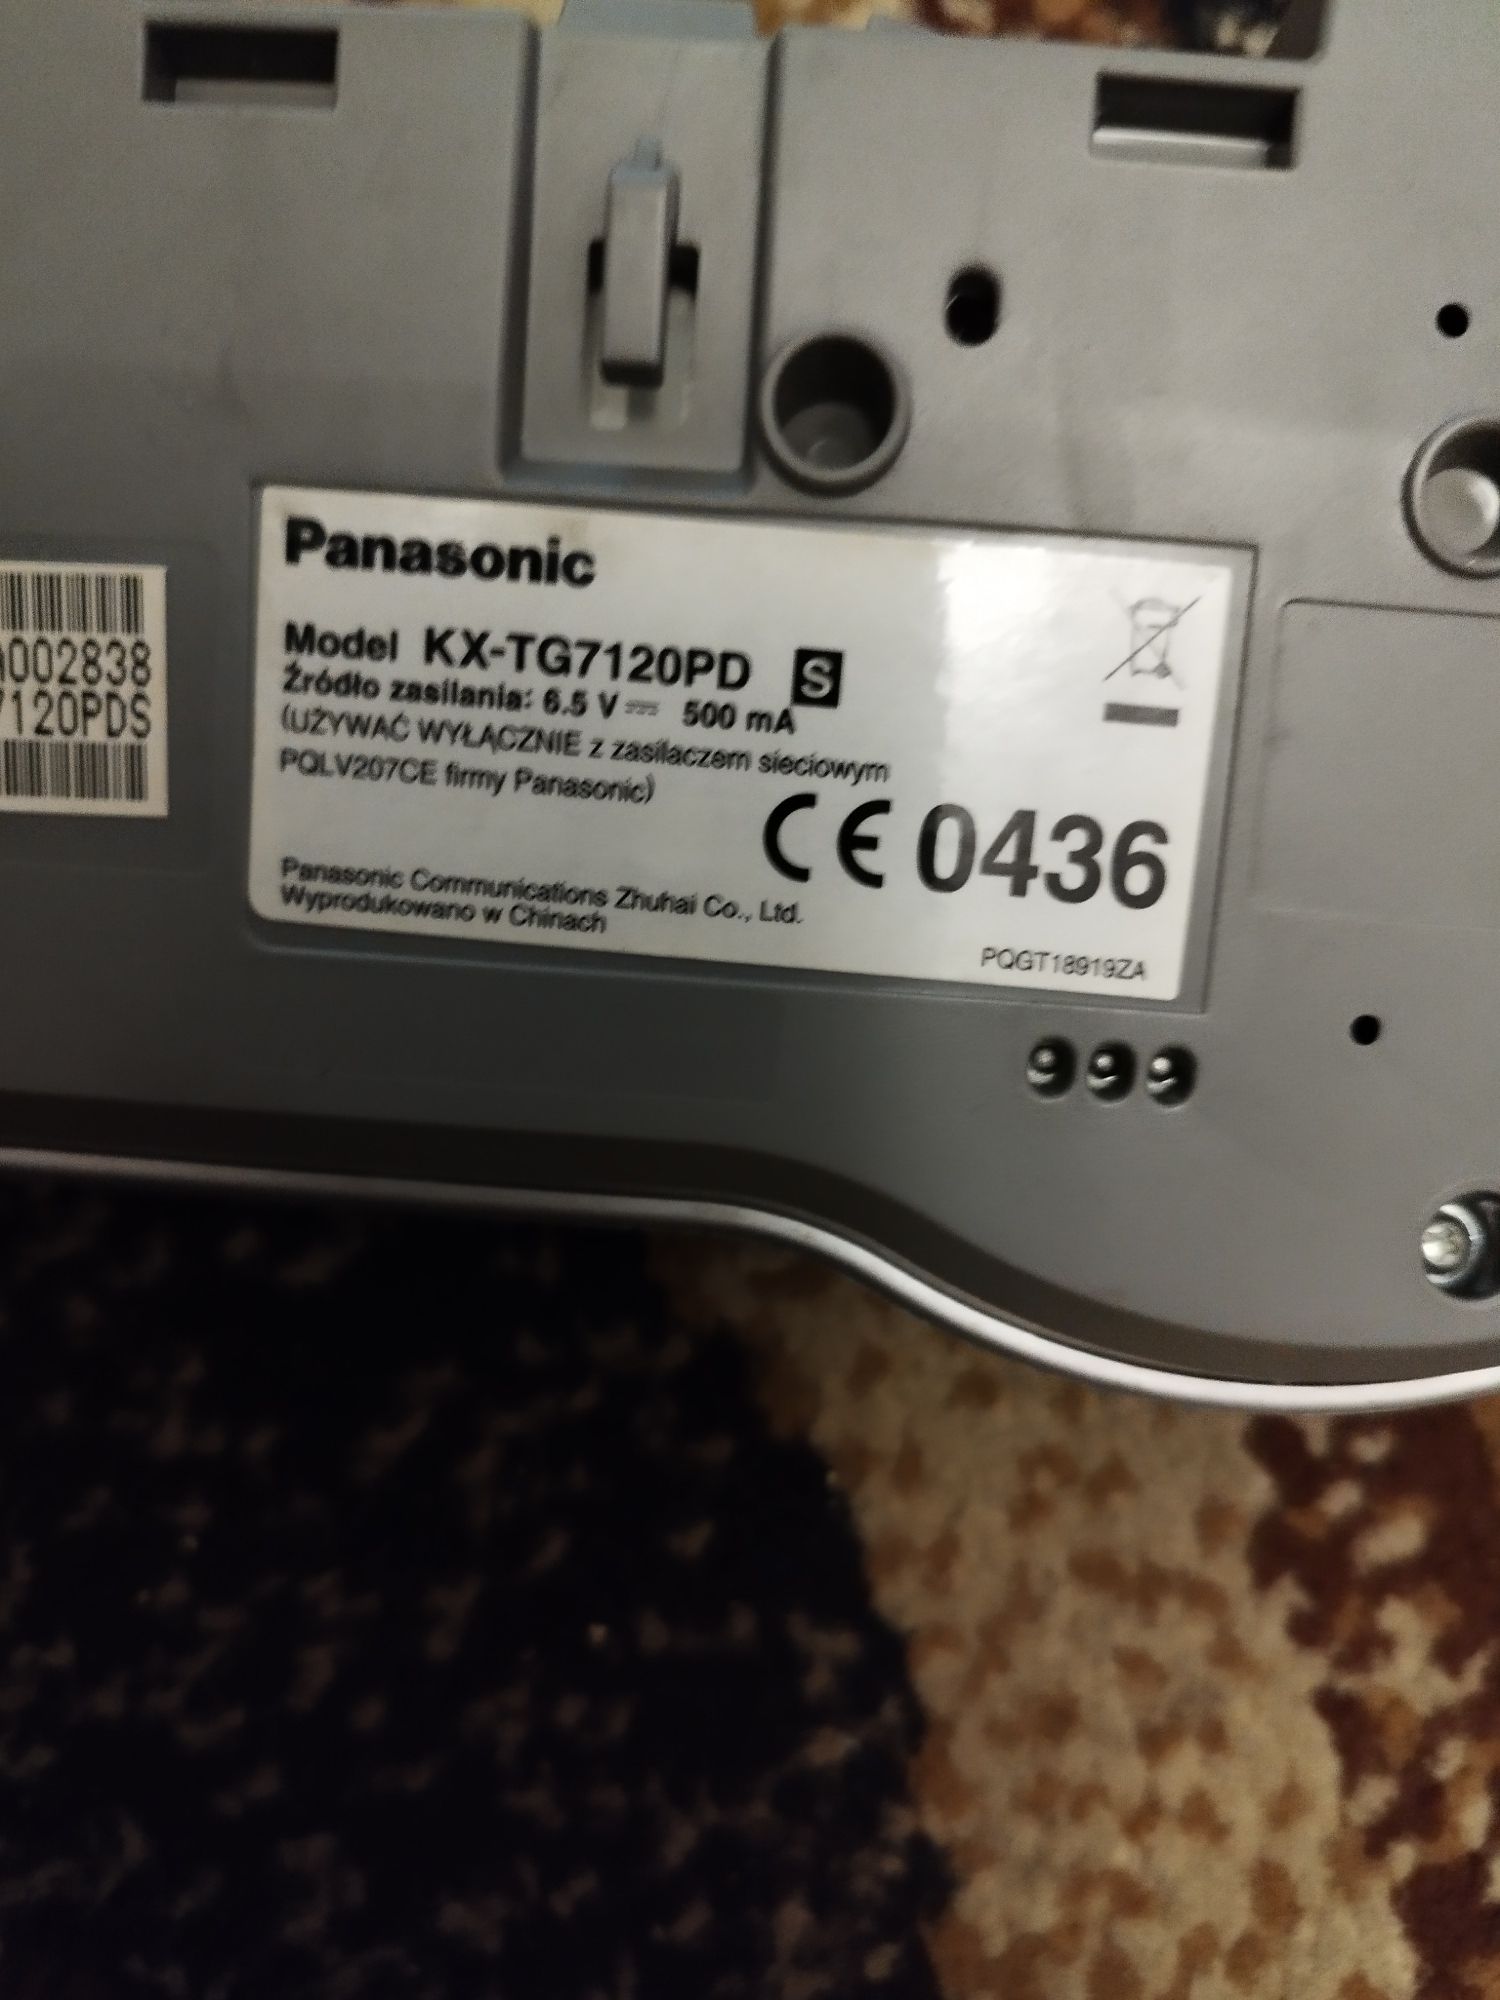 Panasonic
Model KX-TG7120PD S
Źródło zasilania: 6.5 V⎓ 500 mA
(UŻYWAĆ WYŁĄCZNIE z zasilaczem sieciowym
PQLV207CE firmy Panasonic)
CE 0436
Panasonic Communications Zhuhai Co., Ltd.
Wyprodukowano w Chinach
PQGT18919ZA
A002838
7120PDS